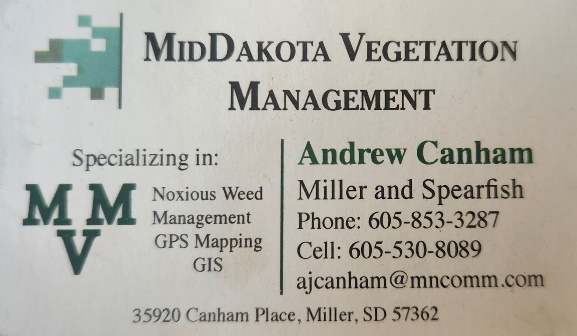 MidDakota Vegetation
Management
Specializing in:
M M
V
Noxious Weed
Management
GPS Mapping
GIS
Andrew Canham
Miller and Spearfish
Phone: 605-853-3287
Cell: 605-530-8089
ajcanham@mncomm.com
35920 Canham Place, Miller, SD 57362